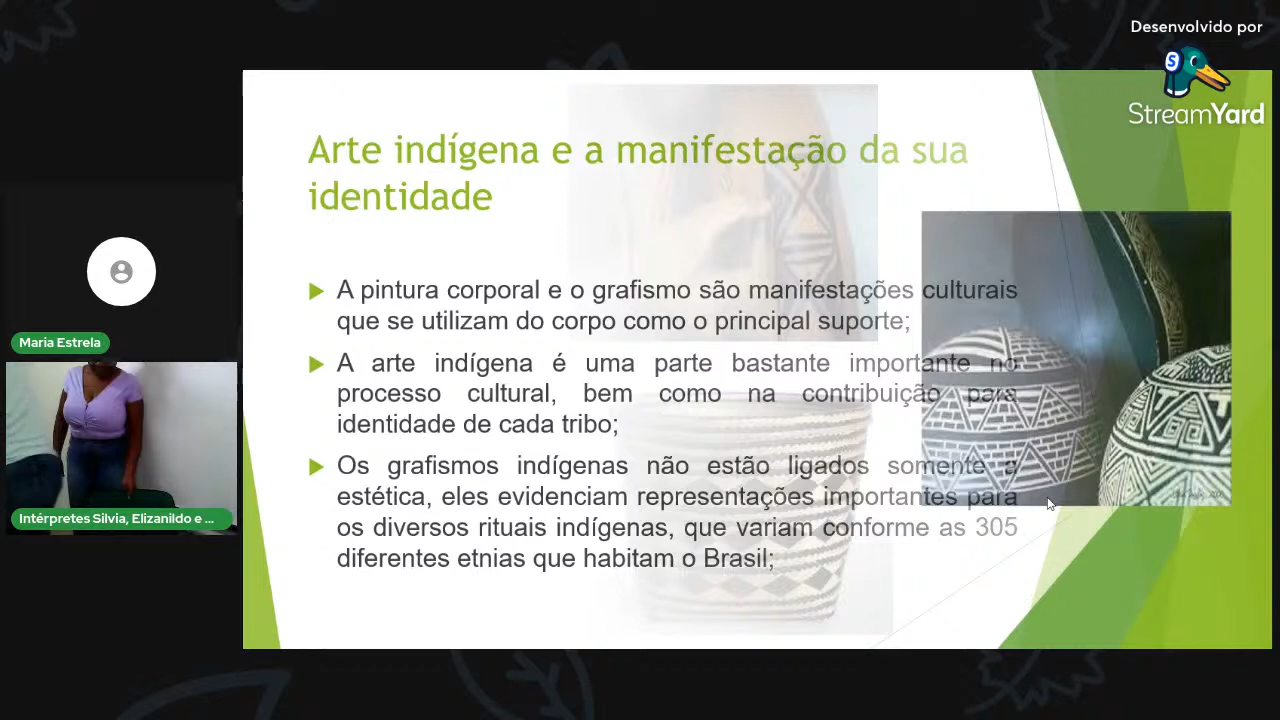 Desenvolvido por
StreamYard
Arte indígena e a manifestação da sua
identidade
A pintura corporal e o grafismo são manifestações culturais
que se utilizam do corpo como o principal suporte;
A arte indígena é uma parte bastante importante no
processo cultural, bem como na contribuição para
identidade de cada tribo;
Os grafismos indígenas não estão ligados somente a
estética, eles evidenciam representações importantes para
os diversos rituais indígenas, que variam conforme as 305
diferentes etnias que habitam o Brasil;
Maria Estrela
Intérpretes Silvia, Elizanildo e ...